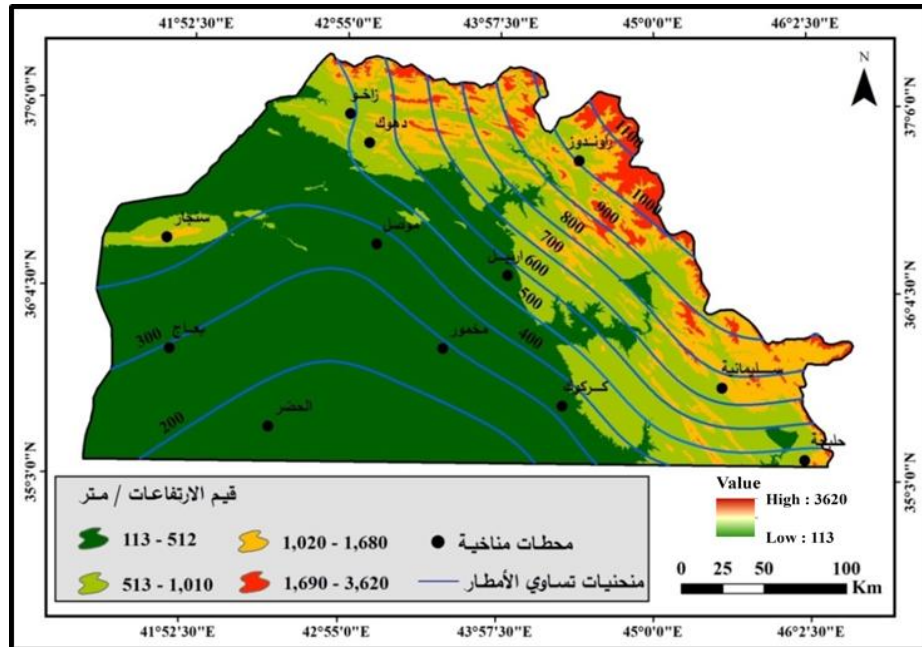 41°52'30"E 42°55'0"E 43°57'30"E 45°0'0"E 46°2'30"E
37°6'0"N
37°6'0"N
36°4'30"N
36°4'30"N
35°3'0"N
35°3'0"N
N
زاخو
دهوك
راوندوز
1100
1000
900
800
سنجار
موصل
700
اربيل
600
500
400
300
بعاج
مخمور
سليمانية
كركوك
200
الحضر
حلبجة
قيم الارتفاعات / متر
113 - 512
1,020 - 1,680
محطات مناخية
513 - 1,010
1,690 - 3,620
منحنيات تساوي الأمطار
Value
High : 3620
Low : 113
0 25 50 100
Km
41°52'30"E 42°55'0"E 43°57'30"E 45°0'0"E 46°2'30"E